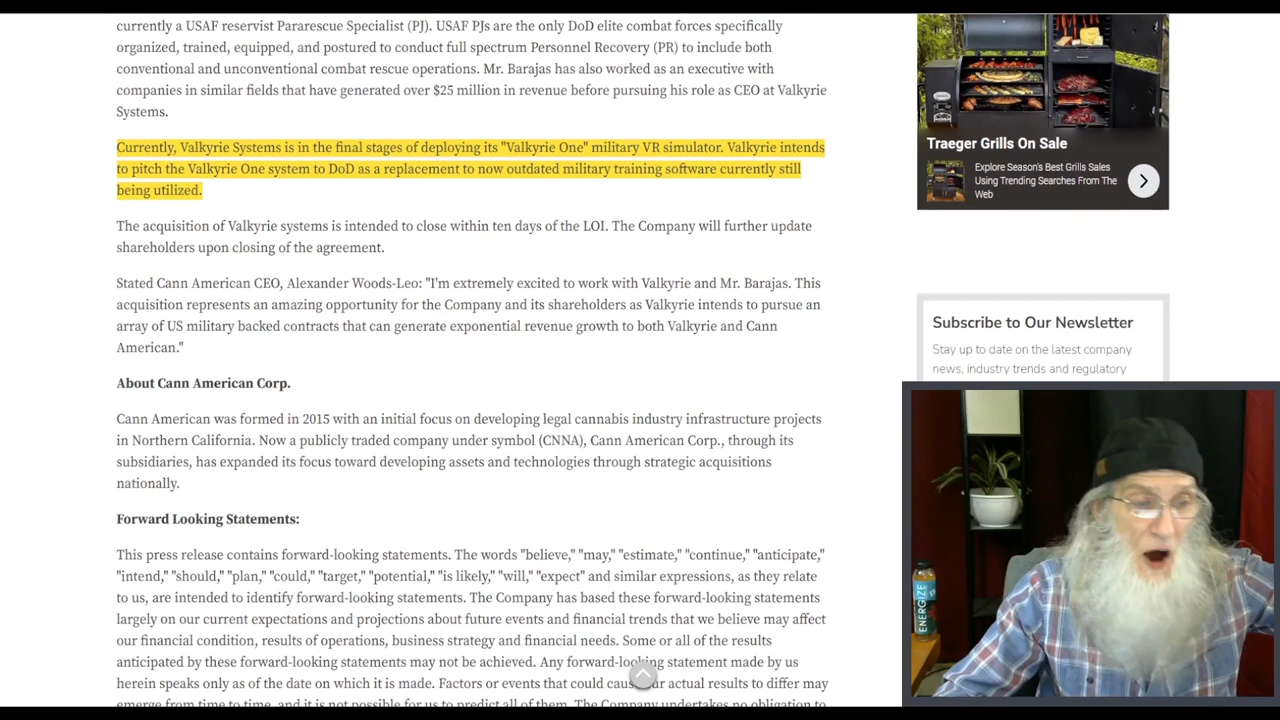 currently a USAF reservist Pararescue Specialist (PJ). USAF PJs are the only DoD elite combat forces specifically
organized, trained, equipped, and postured to conduct full spectrum Personnel Recovery (PR) to include both
conventional and unconventional combat rescue operations. Mr. Barajas has also worked as an executive with
companies in similar fields that have generated over $25 million in revenue before pursuing his role as CEO at Valkyrie
Systems.
Currently, Valkyrie Systems is in the final stages of deploying its "Valkyrie One" military VR simulator. Valkyrie intends
to pitch the Valkyrie One system to DoD as a replacement to now outdated military training software currently still
being utilized.
The acquisition of Valkyrie systems is intended to close within ten days of the LOI. The Company will further update
shareholders upon closing of the agreement.
Stated Cann American CEO, Alexander Woods-Leo: "I'm extremely excited to work with Valkyrie and Mr. Barajas. This
acquisition represents an amazing opportunity for the Company and its shareholders as Valkyrie intends to pursue an
array of US military backed contracts that can generate exponential revenue growth to both Valkyrie and Cann
American."
About Cann American Corp.
Cann American was formed in 2015 with an initial focus on developing legal cannabis industry infrastructure projects
in Northern California. Now a publicly traded company under symbol (CNNA), Cann American Corp., through its
subsidiaries, has expanded its focus toward developing assets and technologies through strategic acquisitions
nationally.
Forward Looking Statements:
This press release contains forward-looking statements. The words "believe," "may," "estimate," "continue," "anticipate,"
"intend," "should," "plan," "could," "target," "potential," "is likely," "will," "expect" and similar expressions, as they relate
to us, are intended to identify forward-looking statements. The Company has based these forward-looking statements
largely on our current expectations and projections about future events and financial trends that we believe may affect
our financial condition, results of operations, business strategy and financial needs. Some or all of the results
anticipated by these forward-looking statements may not be achieved. Any forward-looking statement made by us
herein speaks only as of the date on which it is made. Factors or events that could actual results to differ may
emerge from time to time, and it is not possible for us to predict all of them. The Company undertakes no obligation to
Traeger Grills On Sale
Explore Season's Best Grills Sales
Using Trending Searches From The
Web
Subscribe to Our Newsletter
Stay up to date on the latest company
news, industry trends and regulatory
ENERGIZE